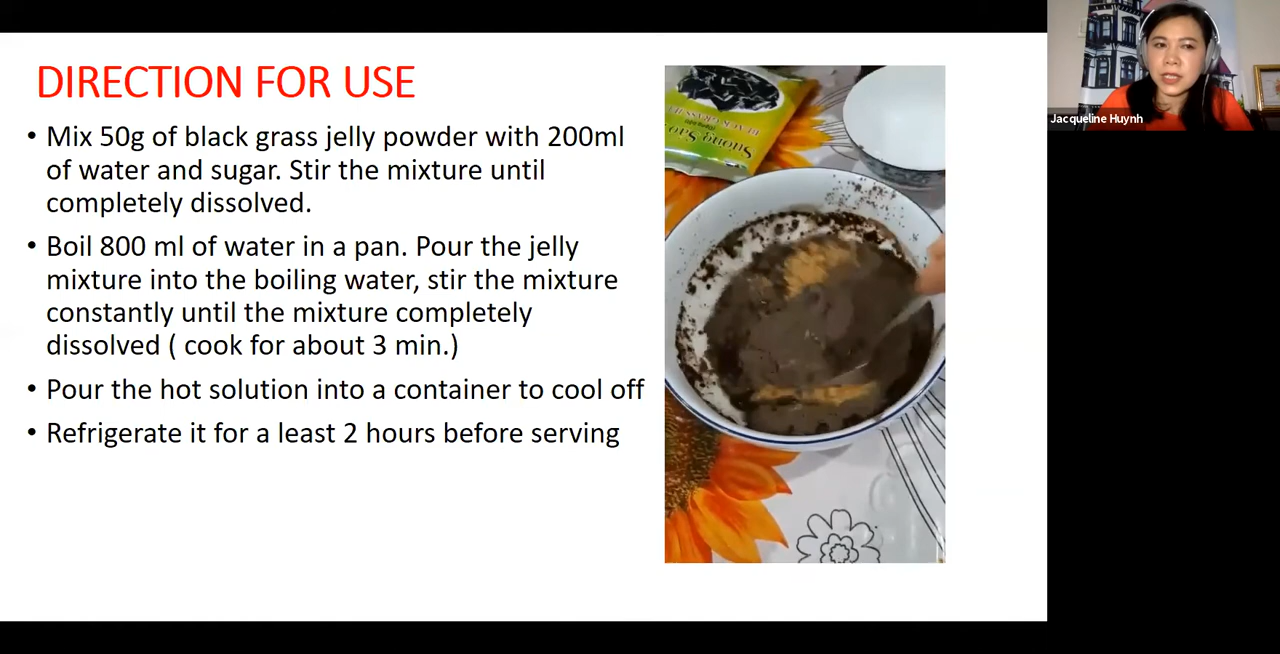 DIRECTION FOR USE
• Mix 50g of black grass jelly powder with 200ml
of water and sugar. Stir the mixture until
completely dissolved.
• Boil 800 ml of water in a pan. Pour the jelly
mixture into the boiling water, stir the mixture
constantly until the mixture completely
dissolved ( cook for about 3 min.)
• Pour the hot solution into a container to cool off
• Refrigerate it for a least 2 hours before serving
Suong Sao
Jacqueline Huynh